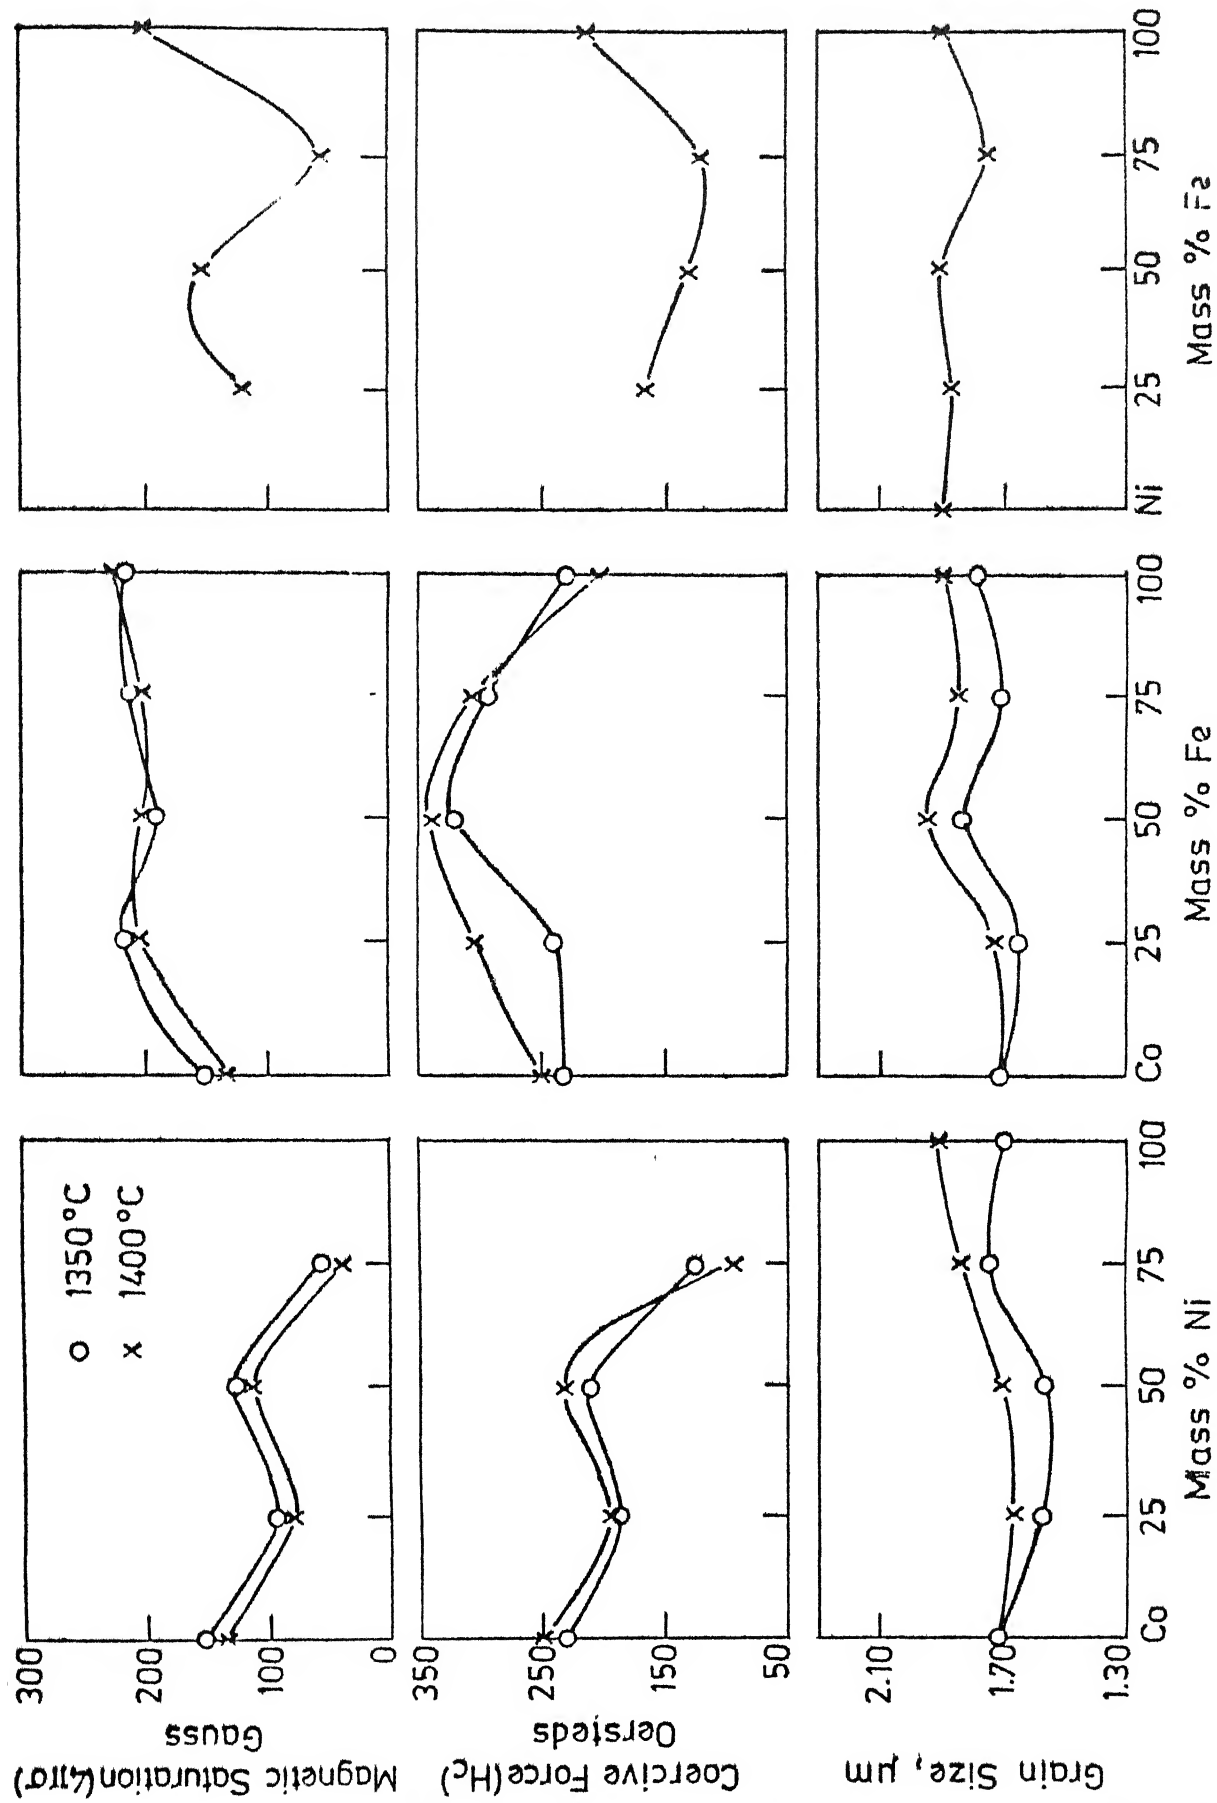 Magnetic Saturation(4πσ)
Gauss
300
200
100
0
○ 1350°C
× 1400°C
Coercive Force(Hc)
Oersteds
350
250
150
50
Grain Size, μm
2.10
1.70
1.30
Co 25 50 75 100
Mass % Ni
Co 25 50 75 100
Mass % Fe
Ni 25 50 75 100
Mass % Fe